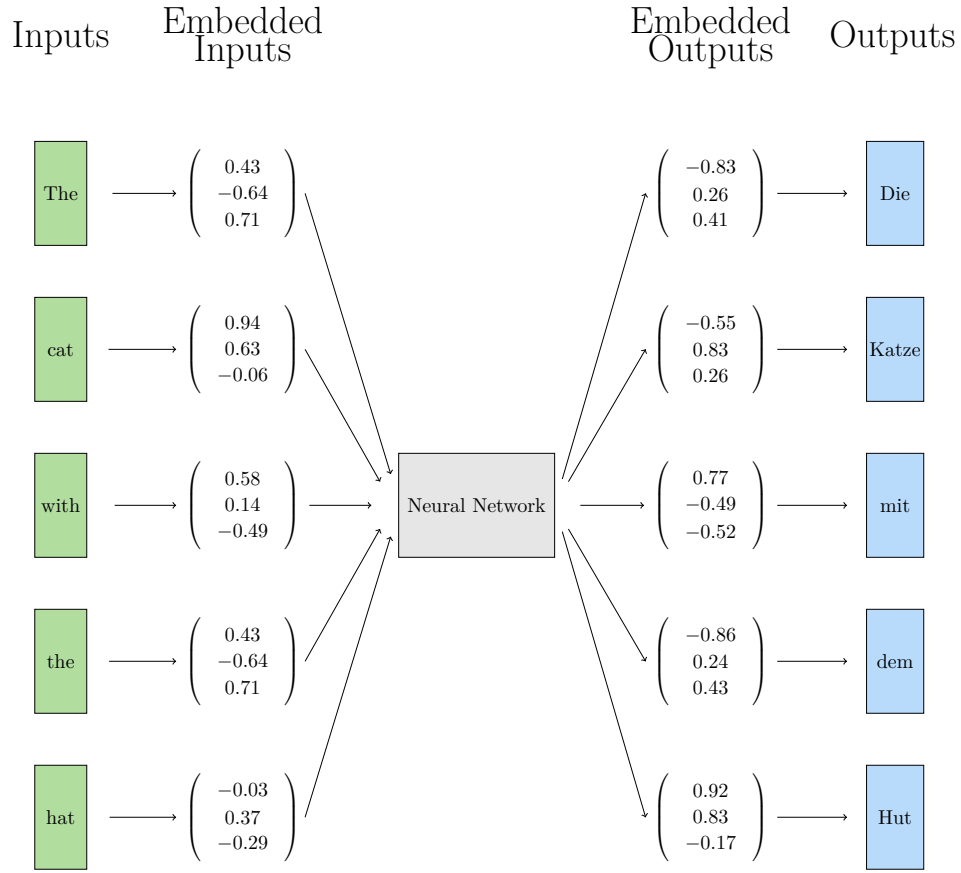 Inputs
Embedded
Inputs
Embedded
Outputs
Outputs
The
0.43
−0.64
0.71
−0.83
0.26
0.41
Die
cat
0.94
0.63
−0.06
−0.55
0.83
0.26
Katze
with
0.58
0.14
−0.49
Neural Network
0.77
−0.49
−0.52
mit
the
0.43
−0.64
0.71
−0.86
0.24
0.43
dem
hat
−0.03
0.37
−0.29
0.92
0.83
−0.17
Hut